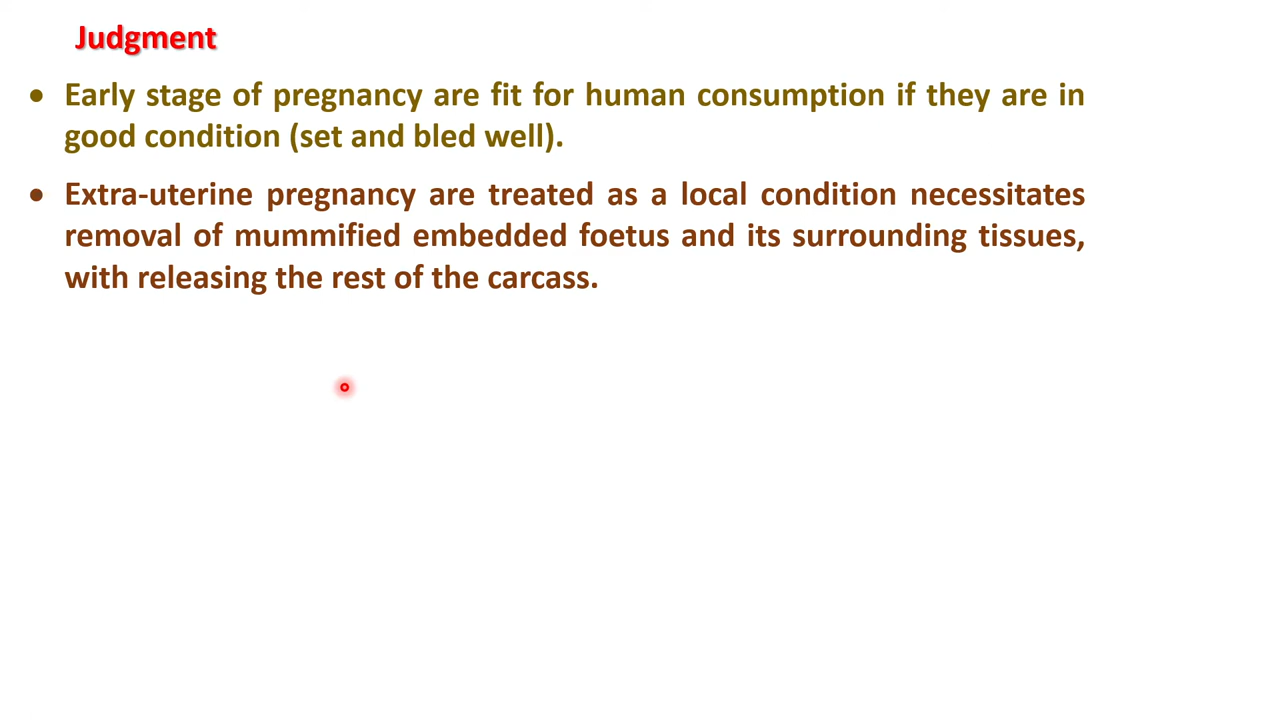 Judgment
• Early stage of pregnancy are fit for human consumption if they are in
good condition (set and bled well).
• Extra-uterine pregnancy are treated as a local condition necessitates
removal of mummified embedded foetus and its surrounding tissues,
with releasing the rest of the carcass.